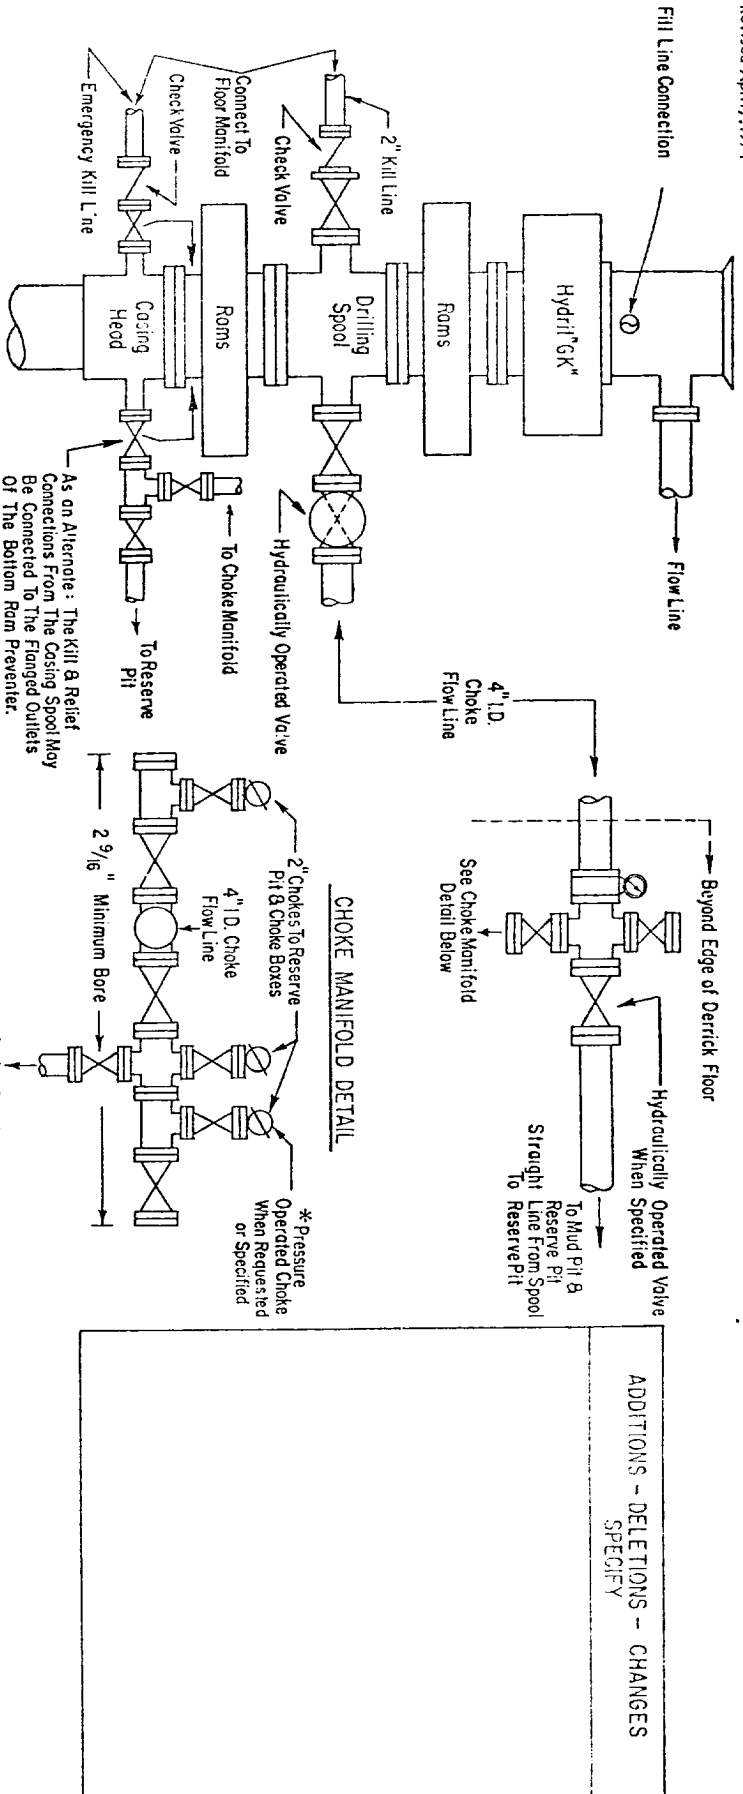 Fill Line Connection
Flow Line
Hydril "GK"
Rams
2" Kill Line
Check Valve
Drilling
Spool
Hydraulically Operated Valve
Connect To
Floor Manifold
Rams
Check Valve
Emergency Kill Line
Casing
Head
To Choke Manifold
To Reserve
Pit
As an Alternate: The Kill & Relief
Connections From The Casing Spool May
Be Connected To The Flanged Outlets
Of The Bottom Ram Preventer.
4" I.D.
Choke
Flow Line
Beyond Edge of Derrick Floor
Hydraulically Operated Valve
When Specified
See Choke Manifold
Detail Below
To Mud Pit &
Reserve Pit
Straight Line From Spool
To Reserve Pit
CHOKE MANIFOLD DETAIL
2" Chokes To Reserve
Pit & Choke Boxes
4" I.D. Choke
Flow Line
*Pressure
Operated Choke
When Requested
or Specified
2 9/16" Minimum Bore
ADDITIONS - DELETIONS - CHANGES
SPECIFY